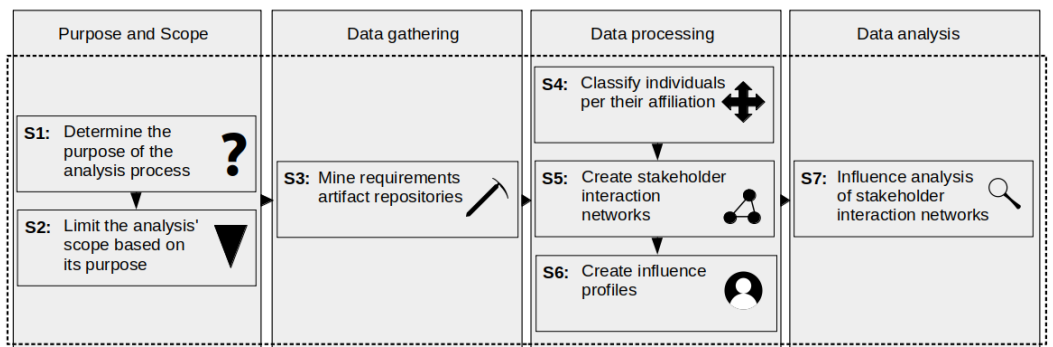 Purpose and Scope
S1: Determine the
purpose of the
analysis process
?
S2: Limit the analysis'
scope based on
its purpose
Data gathering
S3: Mine requirements
artifact repositories
Data processing
S4: Classify individuals
per their affiliation
S5: Create stakeholder
interaction
networks
S6: Create influence
profiles
Data analysis
S7: Influence analysis
of stakeholder
interaction networks